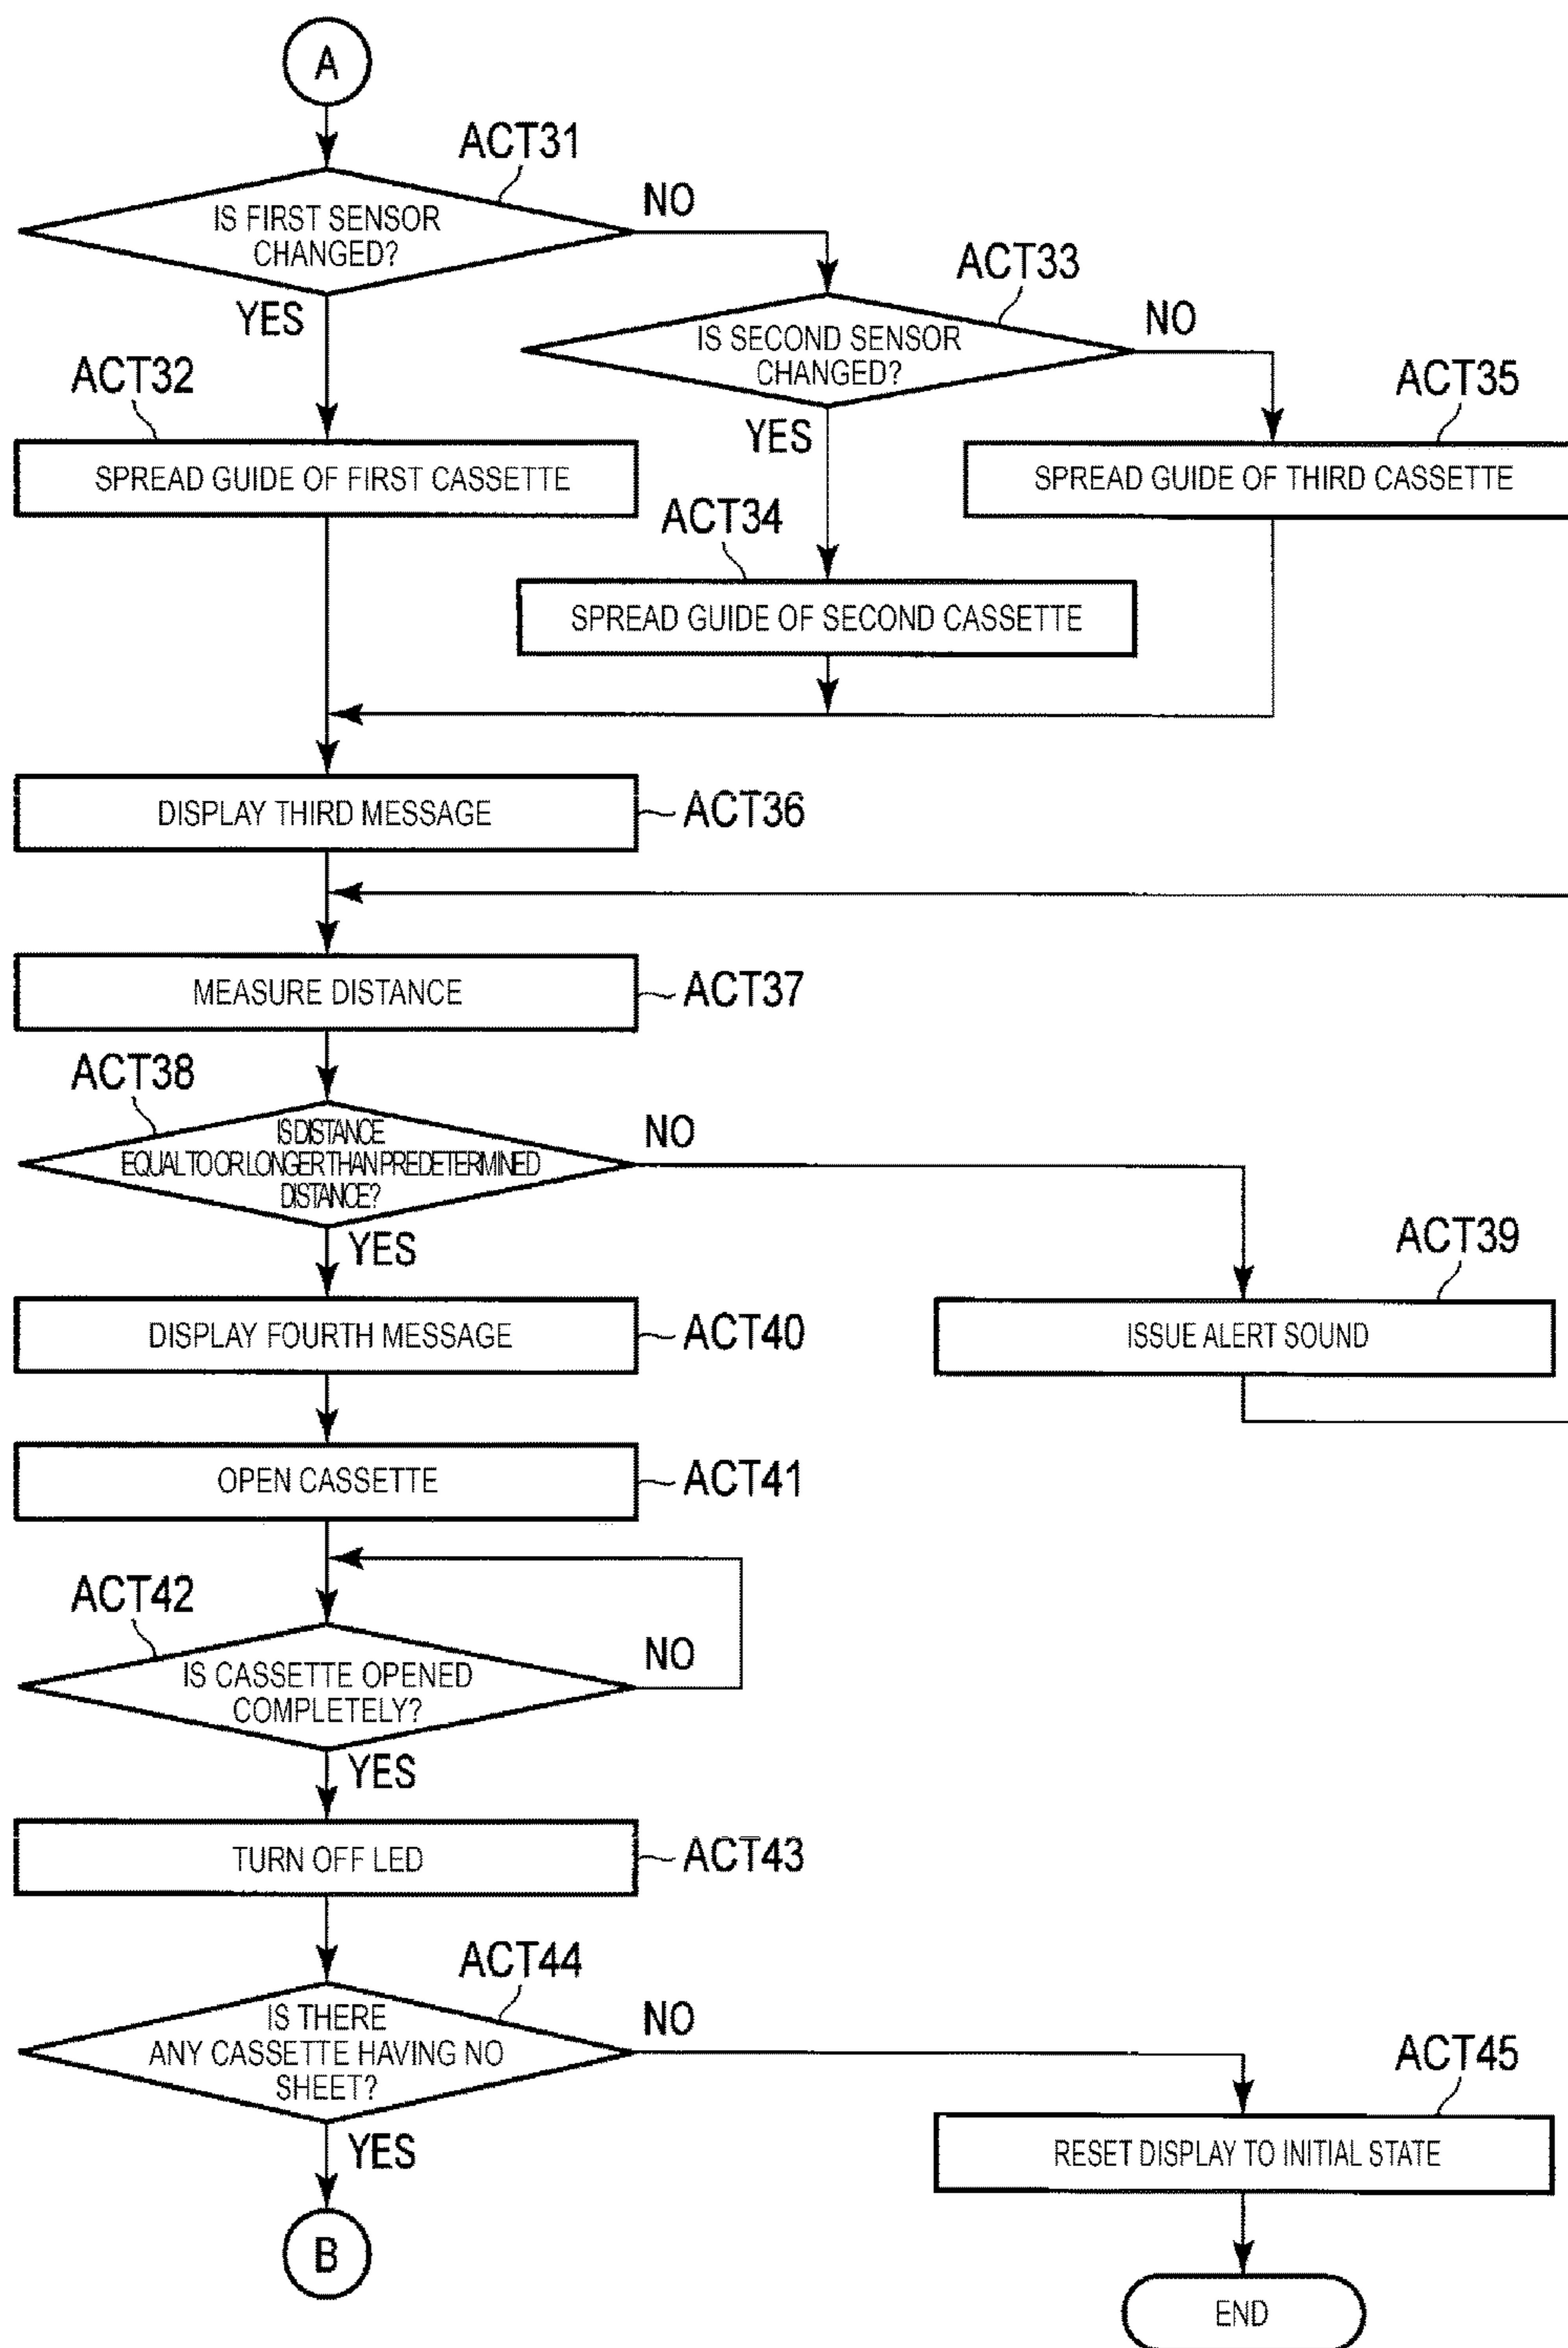 A
ACT31
IS FIRST SENSOR
CHANGED?
NO
YES
ACT33
IS SECOND SENSOR
CHANGED?
NO
YES
ACT32
SPREAD GUIDE OF FIRST CASSETTE
ACT35
SPREAD GUIDE OF THIRD CASSETTE
ACT34
SPREAD GUIDE OF SECOND CASSETTE
DISPLAY THIRD MESSAGE
ACT36
MEASURE DISTANCE
ACT37
ACT38
IS DISTANCE
EQUAL TO OR LONGER THAN PREDETERMINED
DISTANCE?
NO
YES
ACT39
ISSUE ALERT SOUND
DISPLAY FOURTH MESSAGE
ACT40
OPEN CASSETTE
ACT41
ACT42
IS CASSETTE OPENED
COMPLETELY?
NO
YES
TURN OFF LED
ACT43
ACT44
IS THERE
ANY CASSETTE HAVING NO
SHEET?
NO
YES
ACT45
RESET DISPLAY TO INITIAL STATE
B
END